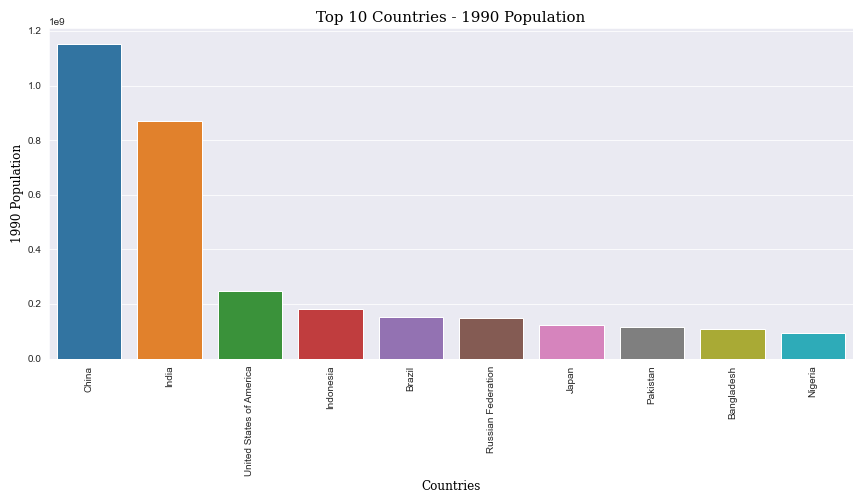 Top 10 Countries - 1990 Population
1e9
1.2
1.0
0.8
0.6
0.4
0.2
0.0
1990 Population
China
India
United States of America
Indonesia
Brazil
Russian Federation
Japan
Pakistan
Bangladesh
Nigeria
Countries